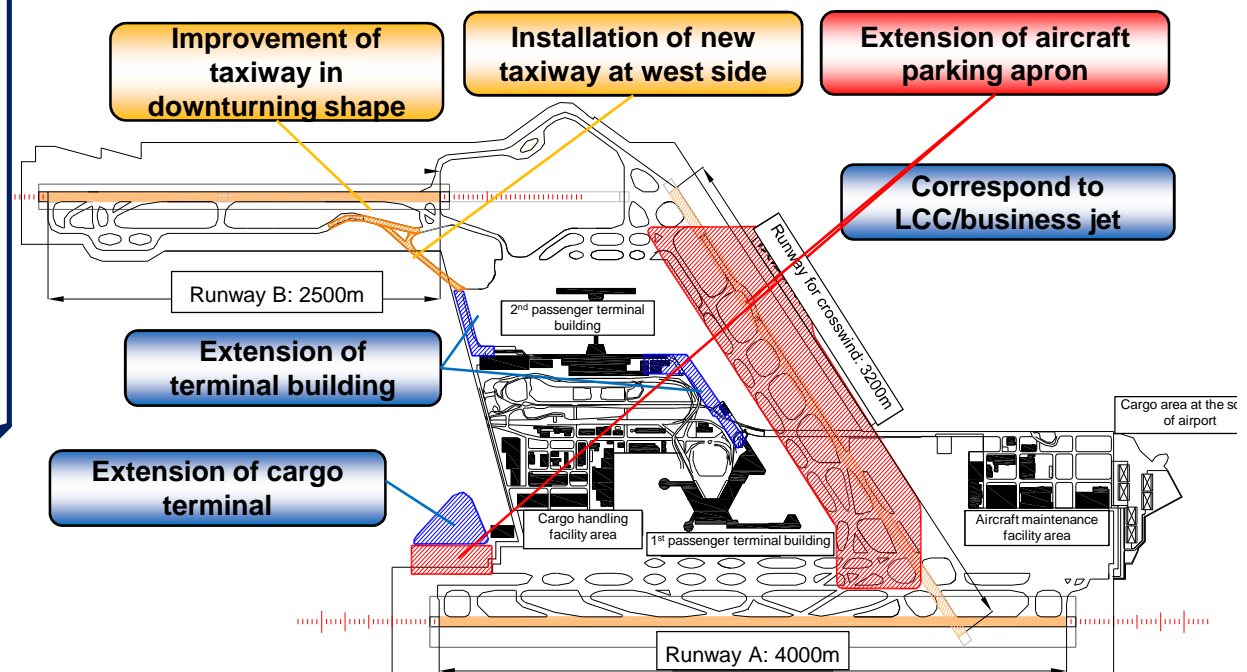 Improvement of
taxiway in
downturning shape
Installation of new
taxiway at west side
Extension of aircraft
parking apron
Correspond to
LCC/business jet
Runway for crosswind: 3200m
Runway B: 2500m
2nd passenger terminal
building
Extension of
terminal building
Cargo area at the so
of airport
Extension of cargo
terminal
Cargo handling
facility area
1st passenger terminal building
Aircraft maintenance
facility area
Runway A: 4000m